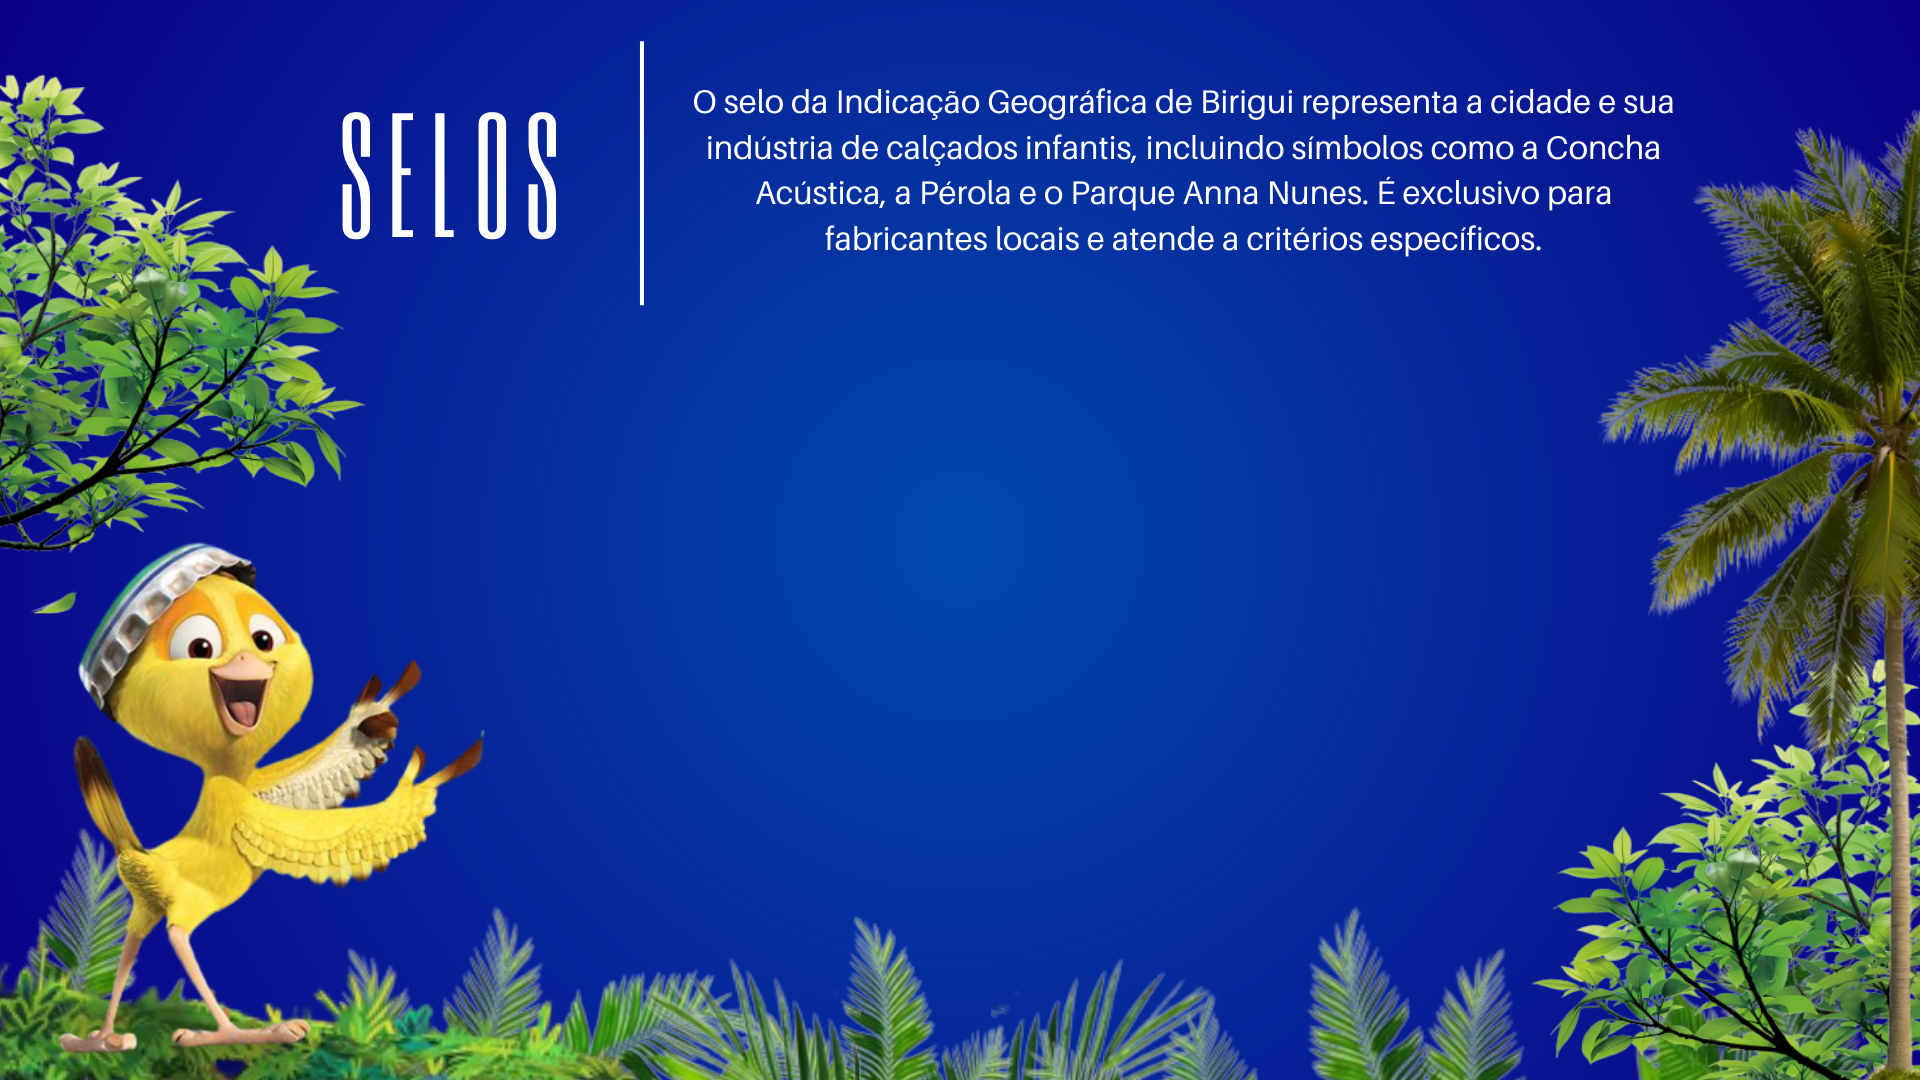 SELOS
O selo da Indicação Geográfica de Birigui representa a cidade e sua
indústria de calçados infantis, incluindo símbolos como a Concha
Acústica, a Pérola e o Parque Anna Nunes. É exclusivo para
fabricantes locais e atende a critérios específicos.